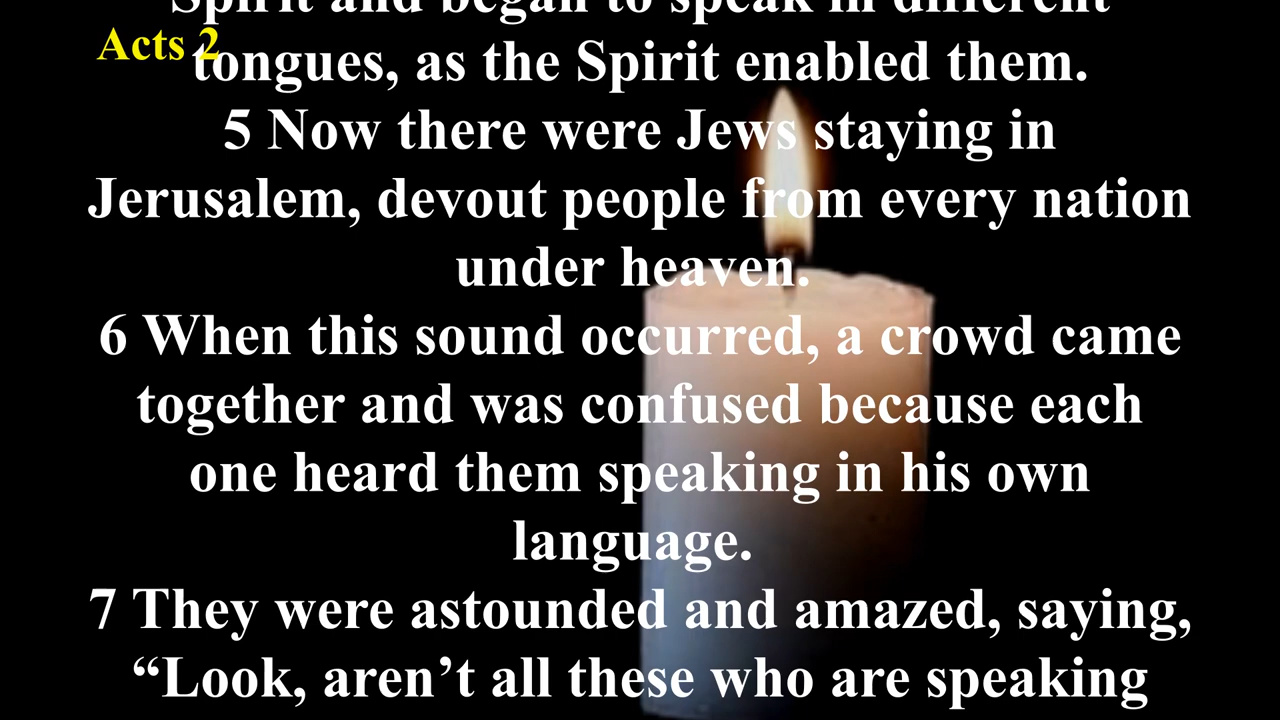 Spirit and began to speak in different
Acts 2
tongues, as the Spirit enabled them.
5 Now there were Jews staying in
Jerusalem, devout people from every nation
under heaven.
6 When this sound occurred, a crowd came
together and was confused because each
one heard them speaking in his own
language.
7 They were astounded and amazed, saying,
“Look, aren’t all these who are speaking